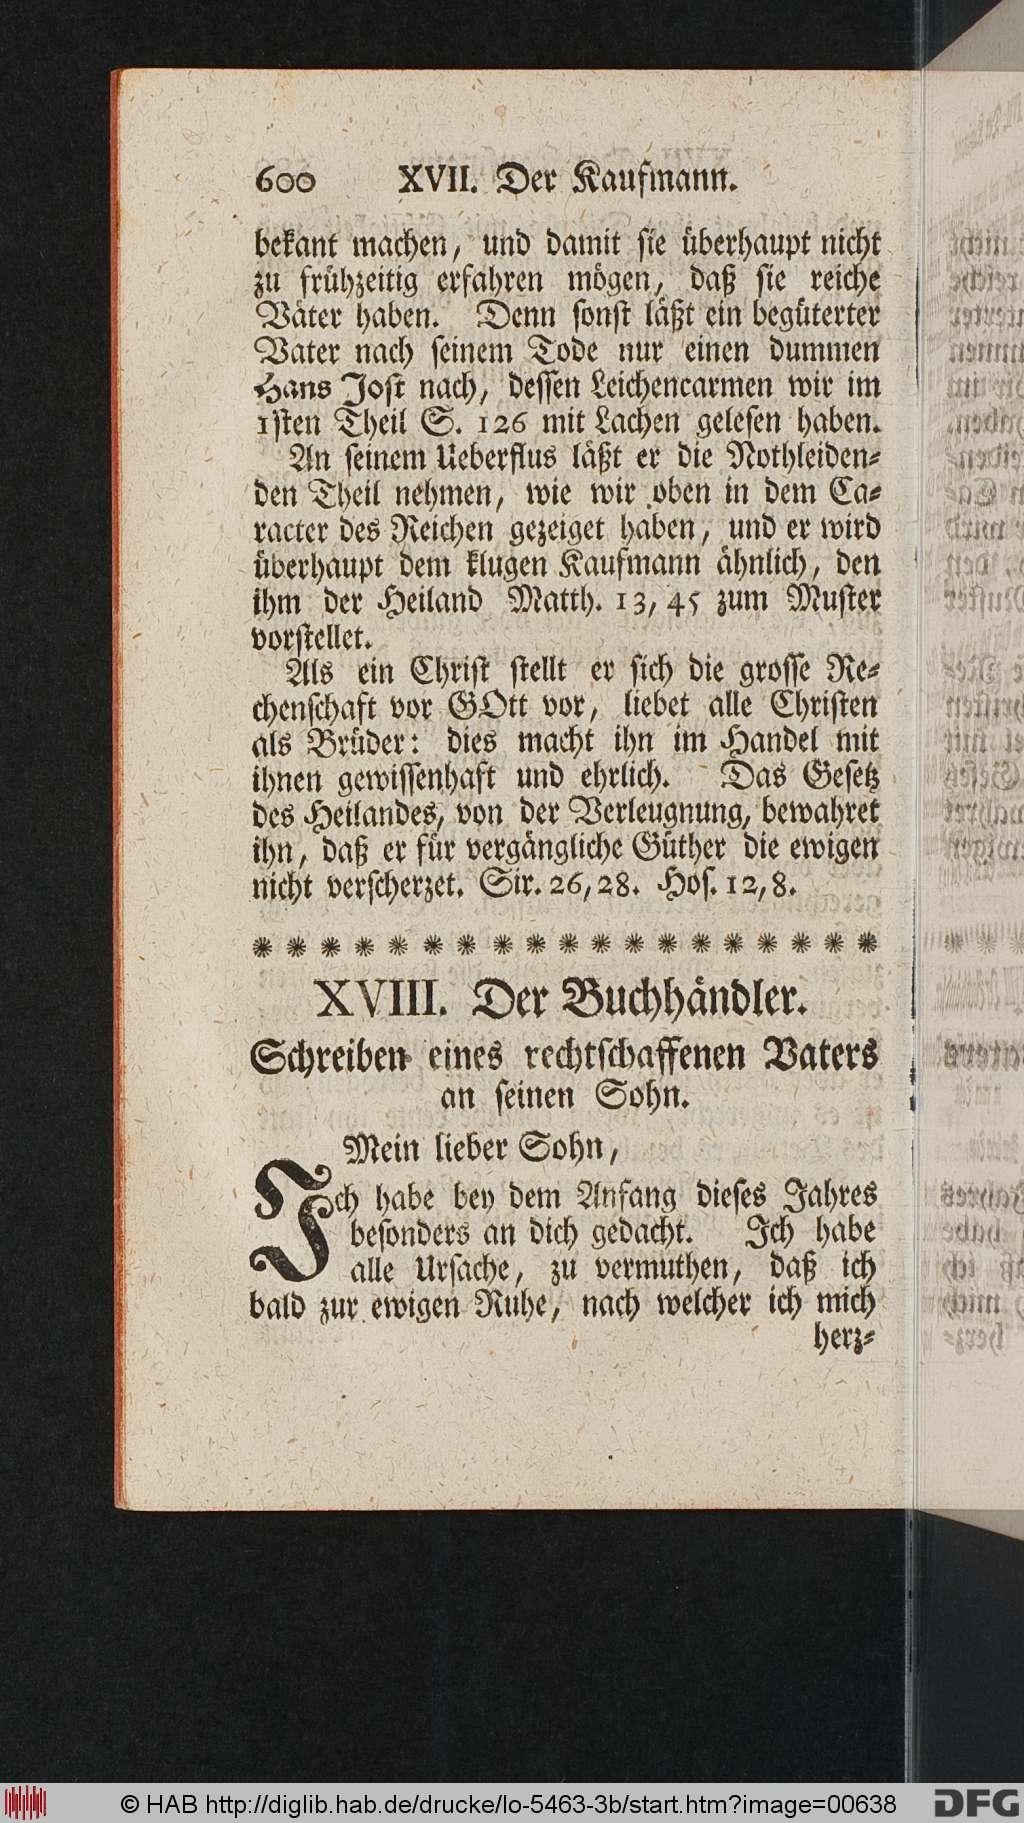 600 XVII. Der Kaufmann.
bekant machen, und damit sie überhaupt nicht
zu frühzeitig erfahren mögen, daß sie reiche
Väter haben. Denn sonst läßt ein begüterter
Vater nach seinem Tode nur einen dummen
Hans Jost nach, dessen Leichencarmen wir im
1sten Theil S. 126 mit Lachen gelesen haben.
An seinem Ueberflus läßt er die Nothleiden-
den Theil nehmen, wie wir oben in dem Ca-
racter des Reichen gezeiget haben, und er wird
überhaupt dem klugen Kaufmann ähnlich, den
ihm der Heiland Matth. 13, 45 zum Muster
vorstellet.
Als ein Christ stellt er sich die grosse Re-
chenschaft vor GOtt vor, liebet alle Christen
als Brüder: dies macht ihn im Handel mit
ihnen gewissenhaft und ehrlich. Das Gesetz
des Heilandes, von der Verleugnung, bewahret
ihn, daß er für vergängliche Güther die ewigen
nicht verscherzet. Sir. 26, 28. Hos. 12, 8.
XVIII. Der Buchhändler.
Schreiben eines rechtschaffenen Vaters
an seinen Sohn.
Mein lieber Sohn,
Ich habe bey dem Anfang dieses Jahres
besonders an dich gedacht. Ich habe
alle Ursache, zu vermuthen, daß ich
bald zur ewigen Ruhe, nach welcher ich mich
herz-
© HAB http://diglib.hab.de/drucke/lo-5463-3b/start.htm?image=00638
DFG